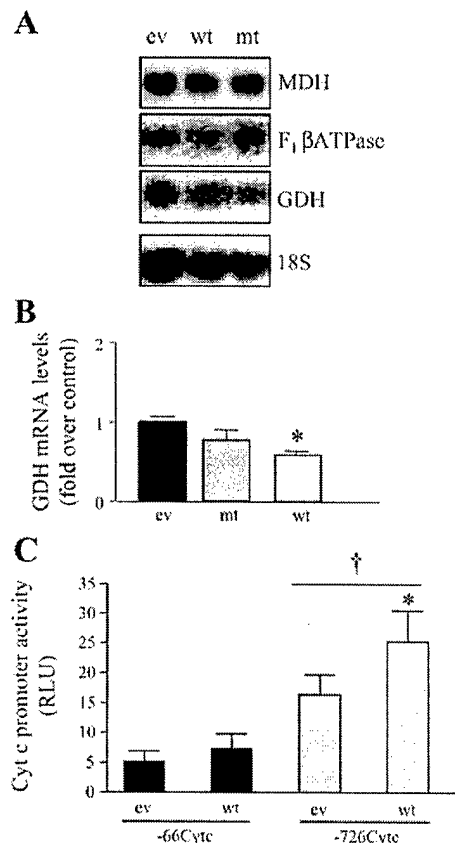 A
ev wt mt
MDH
F₁ βATPase
GDH
18S
B
GDH mRNA levels
(fold over control)
2
1
0
*
ev mt wt
C
Cyt c promoter activity
(RLU)
35
30
25
20
15
10
5
0
†
*
ev wt ev wt
-66Cytc -726Cytc